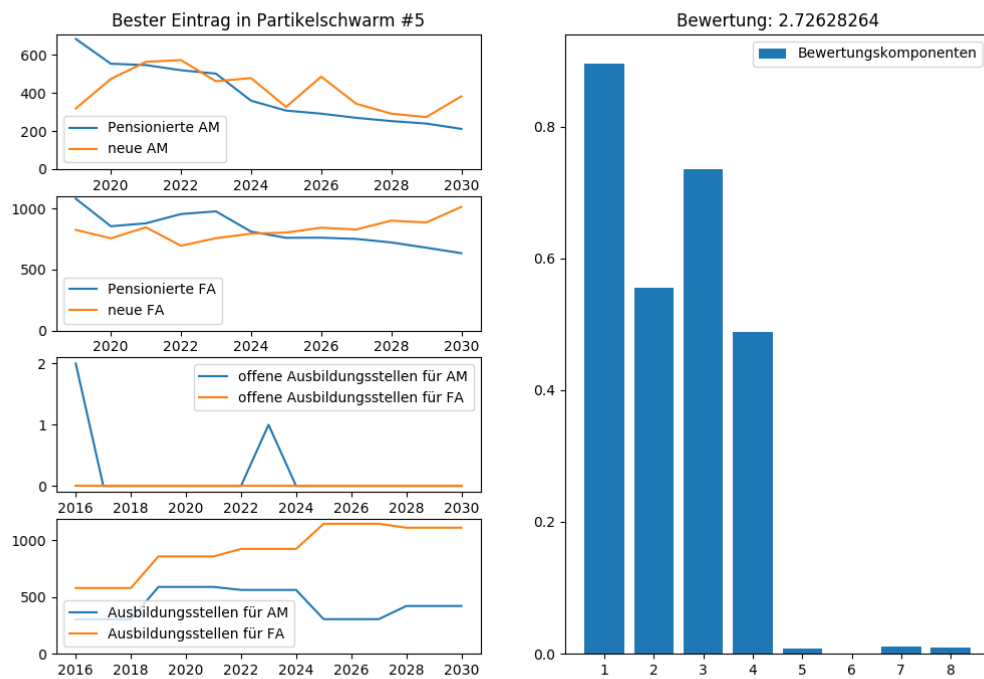 Bester Eintrag in Partikelschwarm #5
600
400
200
0
Pensionierte AM
neue AM
2020 2022 2024 2026 2028 2030
1000
500
0
Pensionierte FA
neue FA
2020 2022 2024 2026 2028 2030
2
1
0
offene Ausbildungsstellen für AM
offene Ausbildungsstellen für FA
2016 2018 2020 2022 2024 2026 2028 2030
1000
500
0
Ausbildungsstellen für AM
Ausbildungsstellen für FA
2016 2018 2020 2022 2024 2026 2028 2030
Bewertung: 2.72628264
Bewertungskomponenten
0.8
0.6
0.4
0.2
0.0
1 2 3 4 5 6 7 8